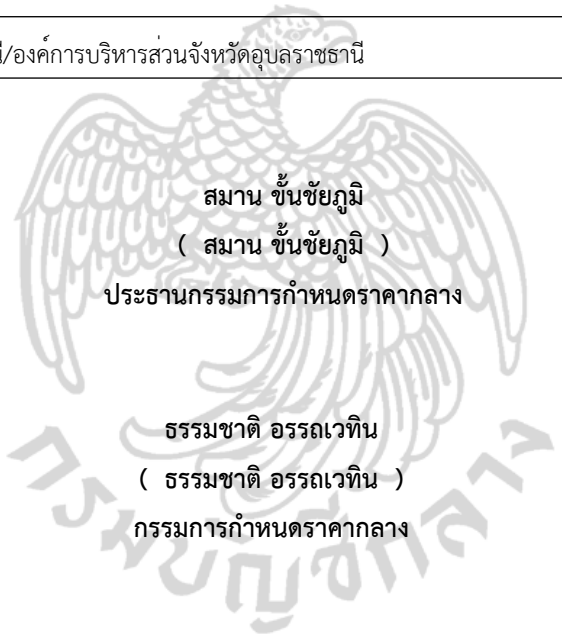 ี/องค์การบริหารส่วนจังหวัดอุบลราชธานี
สมาน ขั้นชัยภูมิ
( สมาน ขั้นชัยภูมิ )
ประธานกรรมการกำหนดราคากลาง
ธรรมชาติ อรรถเวทิน
( ธรรมชาติ อรรถเวทิน )
กรรมการกำหนดราคากลาง
กรมบัญชีกลาง